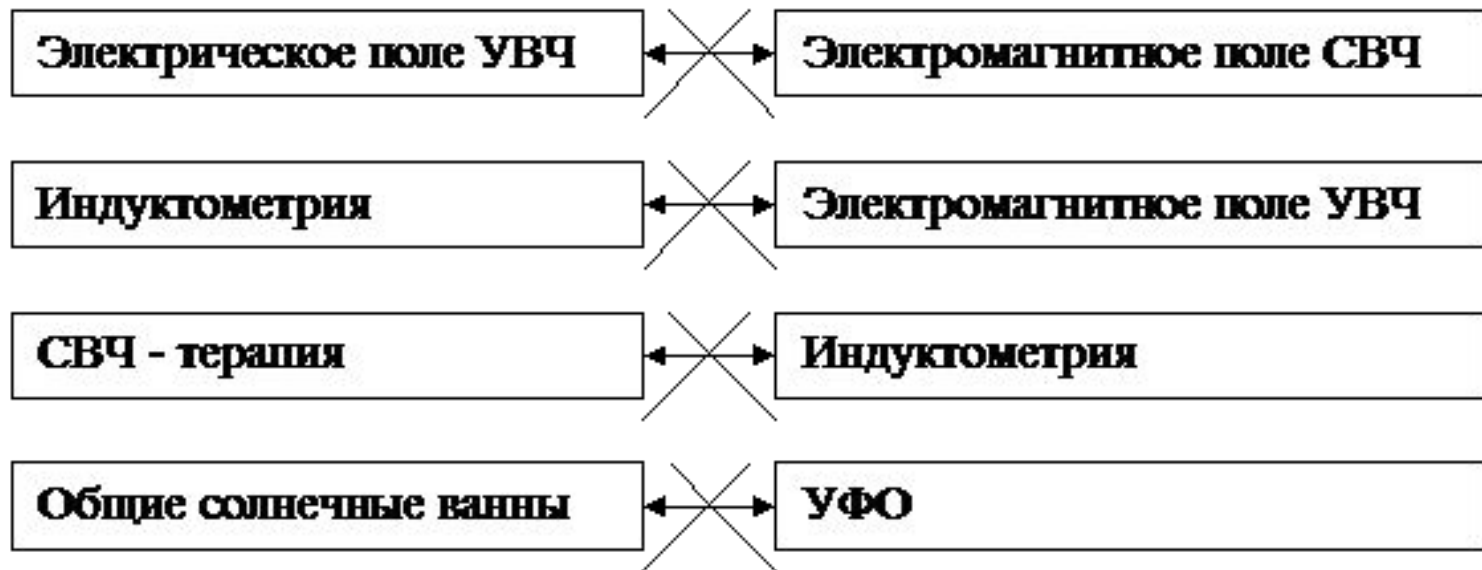 Электрическое поле УВЧ Электромагнитное поле СВЧ
Индуктометрия Электромагнитное поле УВЧ
СВЧ - терапия Индуктометрия
Общие солнечные ванны УФО